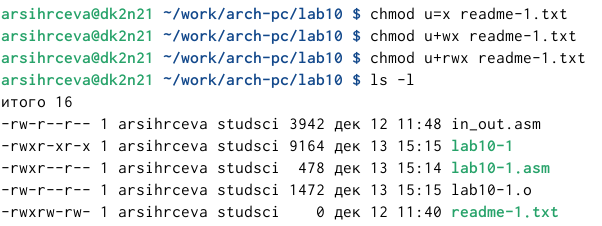 arsihrceva@dk2n21 ~/work/arch-pc/lab10 $ chmod u=x readme-1.txt
arsihrceva@dk2n21 ~/work/arch-pc/lab10 $ chmod u+wx readme-1.txt
arsihrceva@dk2n21 ~/work/arch-pc/lab10 $ chmod u+rwx readme-1.txt
arsihrceva@dk2n21 ~/work/arch-pc/lab10 $ ls -l
итого 16
-rw-r--r-- 1 arsihrceva studsci 3942 дек 12 11:48 in_out.asm
-rwxr-xr-x 1 arsihrceva studsci 9164 дек 13 15:15 lab10-1
-rwxr--r-- 1 arsihrceva studsci  478 дек 13 15:14 lab10-1.asm
-rw-r--r-- 1 arsihrceva studsci 1472 дек 13 15:15 lab10-1.o
-rwxrw-rw- 1 arsihrceva studsci    0 дек 12 11:40 readme-1.txt